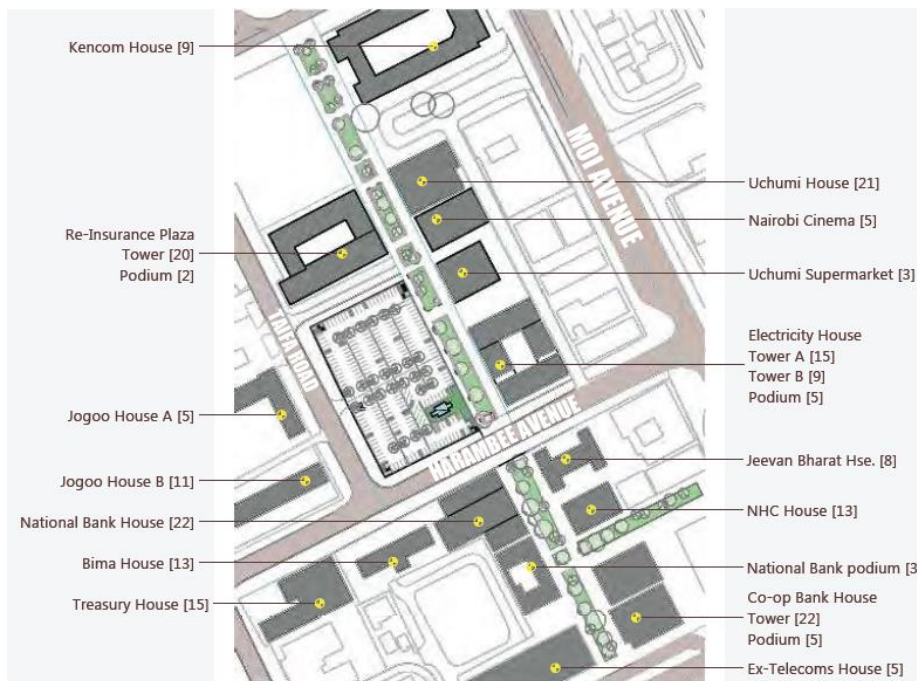 Kencom House [9]
Re-Insurance Plaza
Tower [20]
Podium [2]
Jogoo House A [5]
Jogoo House B [11]
National Bank House [22]
Bima House [13]
Treasury House [15]
MOI AVENUE
TAIFA ROAD
HARAMBEE AVENUE
Uchumi House [21]
Nairobi Cinema [5]
Uchumi Supermarket [3]
Electricity House
Tower A [15]
Tower B [9]
Podium [5]
Jeevan Bharat Hse. [8]
NHC House [13]
National Bank podium [3
Co-op Bank House
Tower [22]
Podium [5]
Ex-Telecoms House [5]